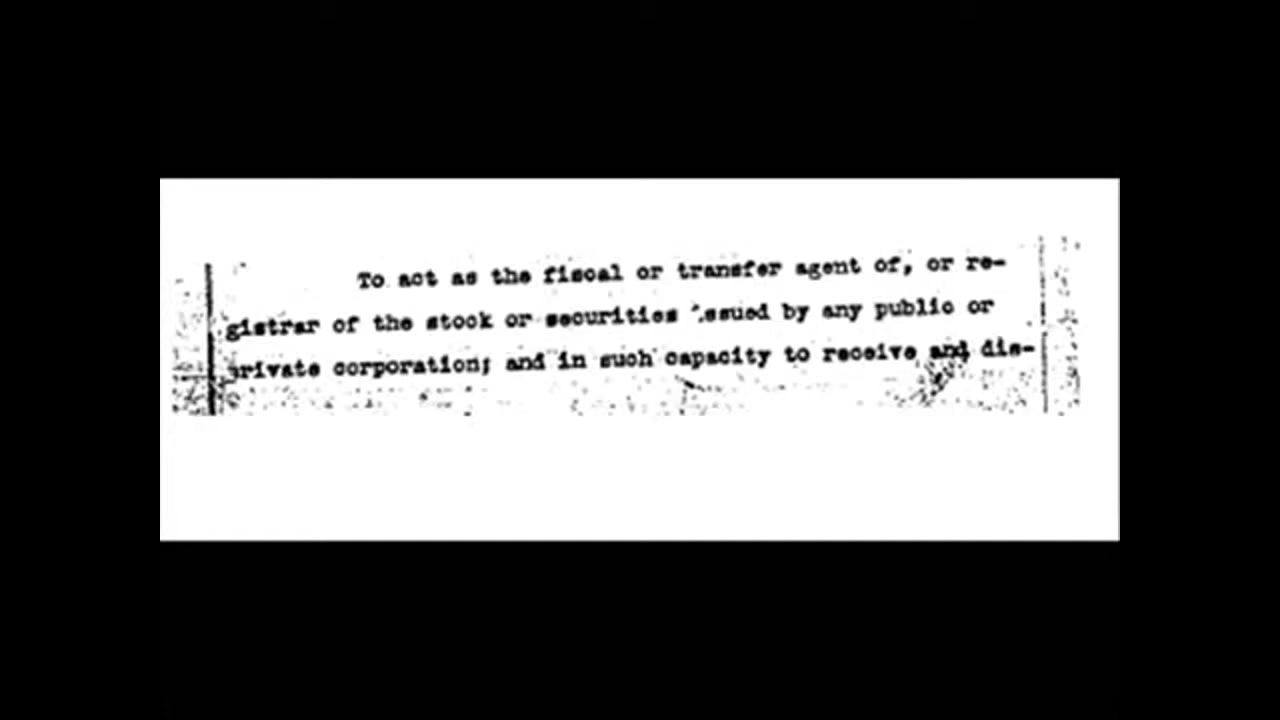 To act as the fiscal or transfer agent of, or re-
gistrar of the stock or securities issued by any public or
private corporation; and in such capacity to receive and dis-